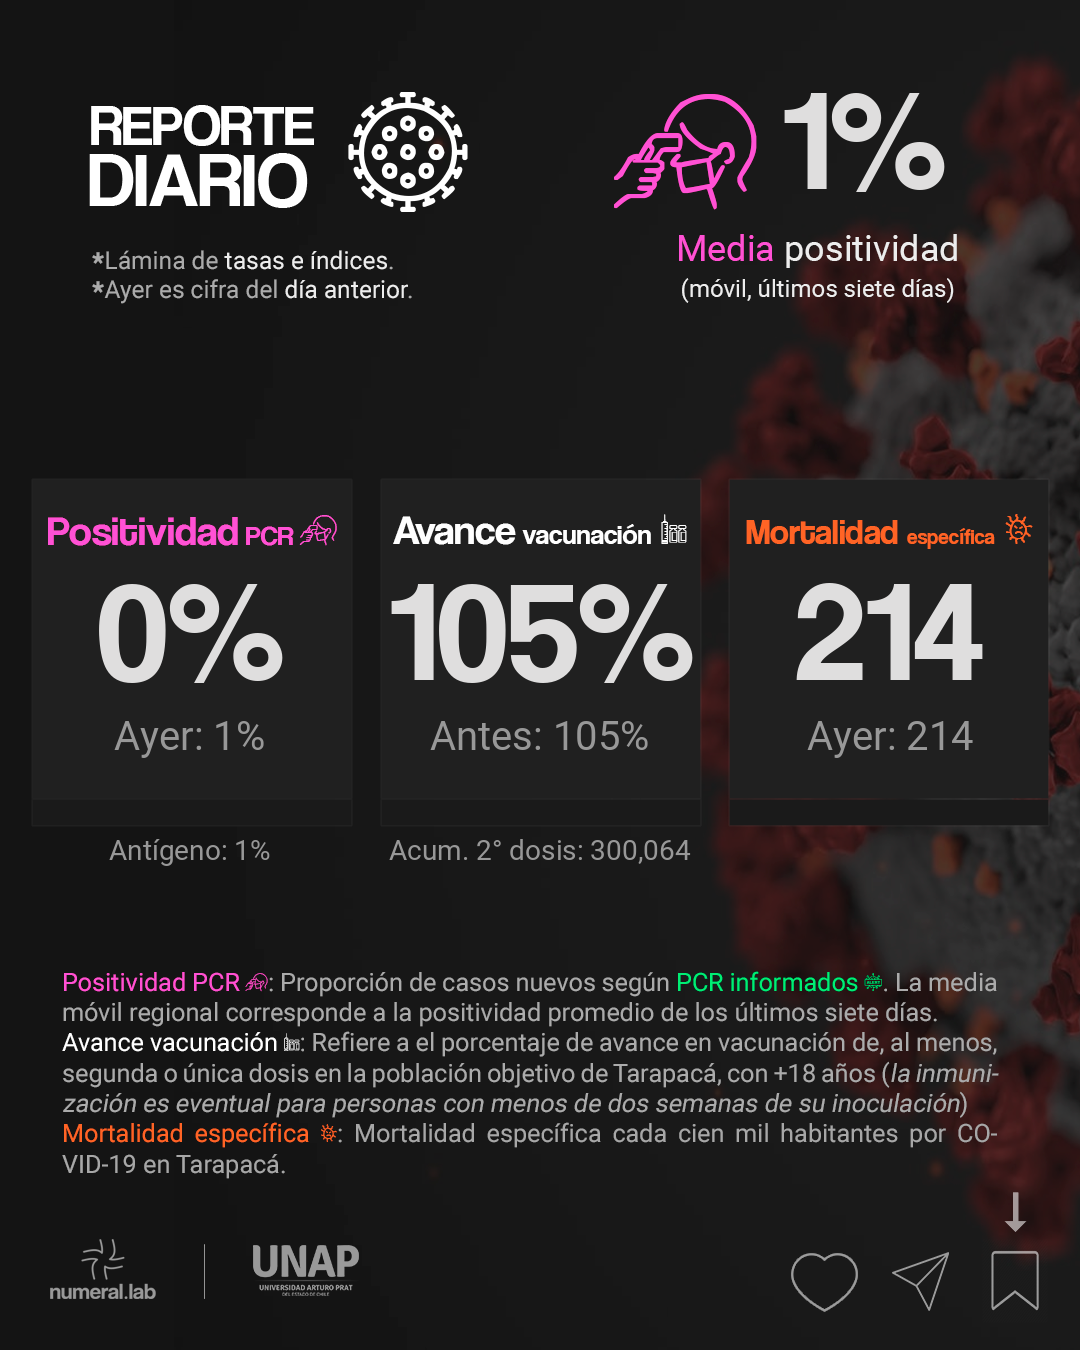 REPORTE
DIARIO
*Lámina de tasas e índices.
*Ayer es cifra del día anterior.
1%
Media positividad
(móvil, últimos siete días)
Positividad PCR
0%
Ayer: 1%
Antígeno: 1%
Avance vacunación
105%
Antes: 105%
Acum. 2° dosis: 300,064
Mortalidad específica
214
Ayer: 214
Positividad PCR : Proporción de casos nuevos según PCR informados . La media
móvil regional corresponde a la positividad promedio de los últimos siete días.
Avance vacunación : Refiere a el porcentaje de avance en vacunación de, al menos,
segunda o única dosis en la población objetivo de Tarapacá, con +18 años (la inmuni-
zación es eventual para personas con menos de dos semanas de su inoculación)
Mortalidad específica : Mortalidad específica cada cien mil habitantes por CO-
VID-19 en Tarapacá.
numeral.lab
UNAP
UNIVERSIDAD ARTURO PRAT
DEL ESTADO DE CHILE